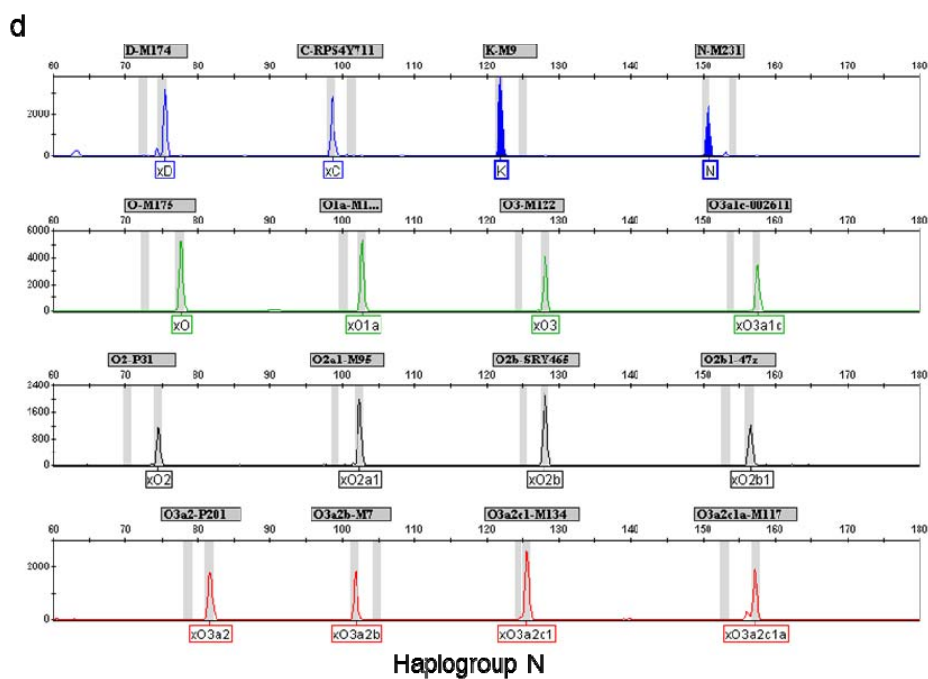 d
D-M174 C-RPS4Y711 K-M9 N-M231
60 70 80 90 100 110 120 130 140 150 160 170 180
2000
0
xD xC K N
O-M175 O1a-M1... O3-M122 O3a1c-002611
60 70 80 90 100 110 120 130 140 150 160 170 180
6000
4000
2000
0
xO xO1a xO3 xO3a1c
O2-P31 O2a1-M95 O2b-SRY465 O2b1-47z
60 70 80 90 100 110 120 130 140 150 160 170 180
2400
1600
800
0
xO2 xO2a1 xO2b xO2b1
O3a2-P201 O3a2b-M7 O3a2c1-M134 O3a2c1a-M117
60 70 80 90 100 110 120 130 140 150 160 170 180
2000
0
xO3a2 xO3a2b xO3a2c1 xO3a2c1a
Haplogroup N